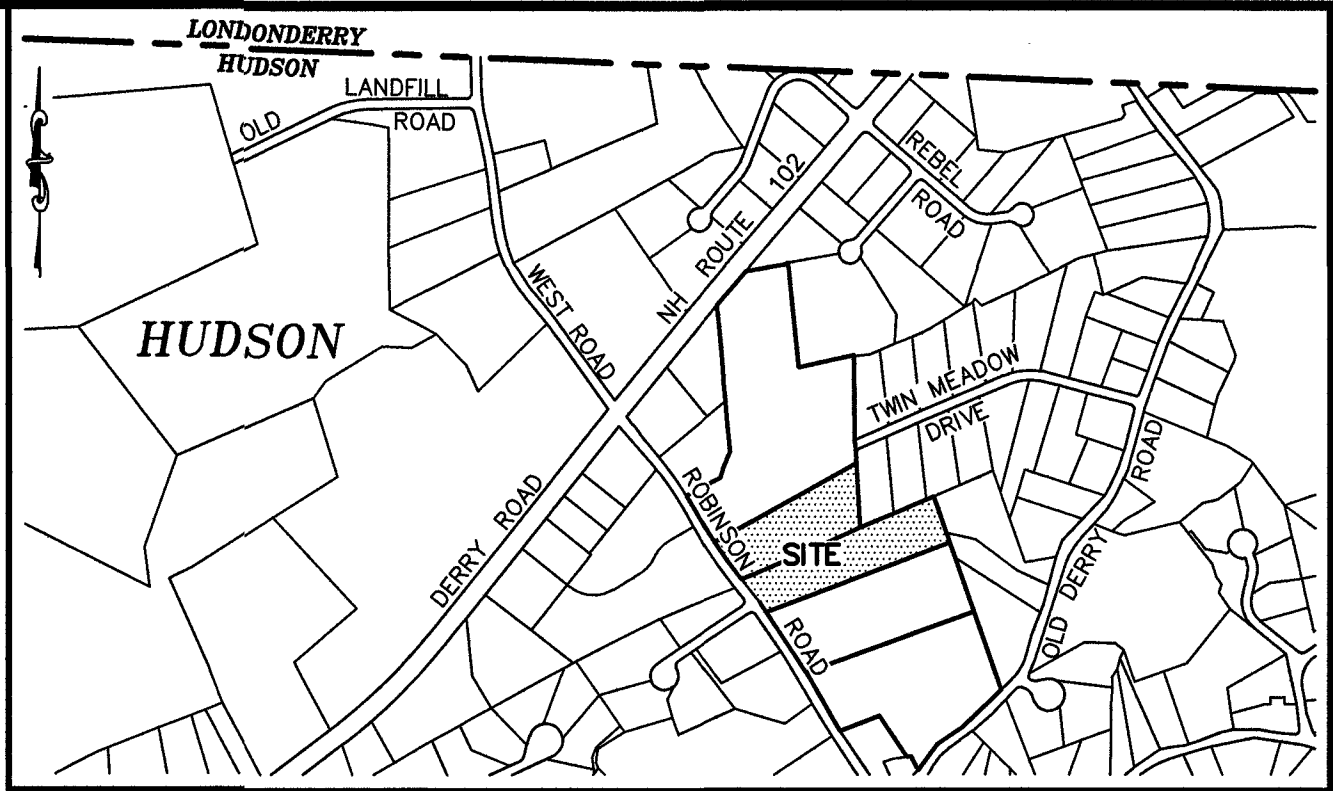 LONDONDERRY
HUDSON
OLD
LANDFILL
ROAD
HUDSON
WEST ROAD
NH ROUTE 102
REBEL
ROAD
TWIN MEADOW
DRIVE
DERRY ROAD
ROBINSON
ROAD
SITE
OLD DERRY
ROAD